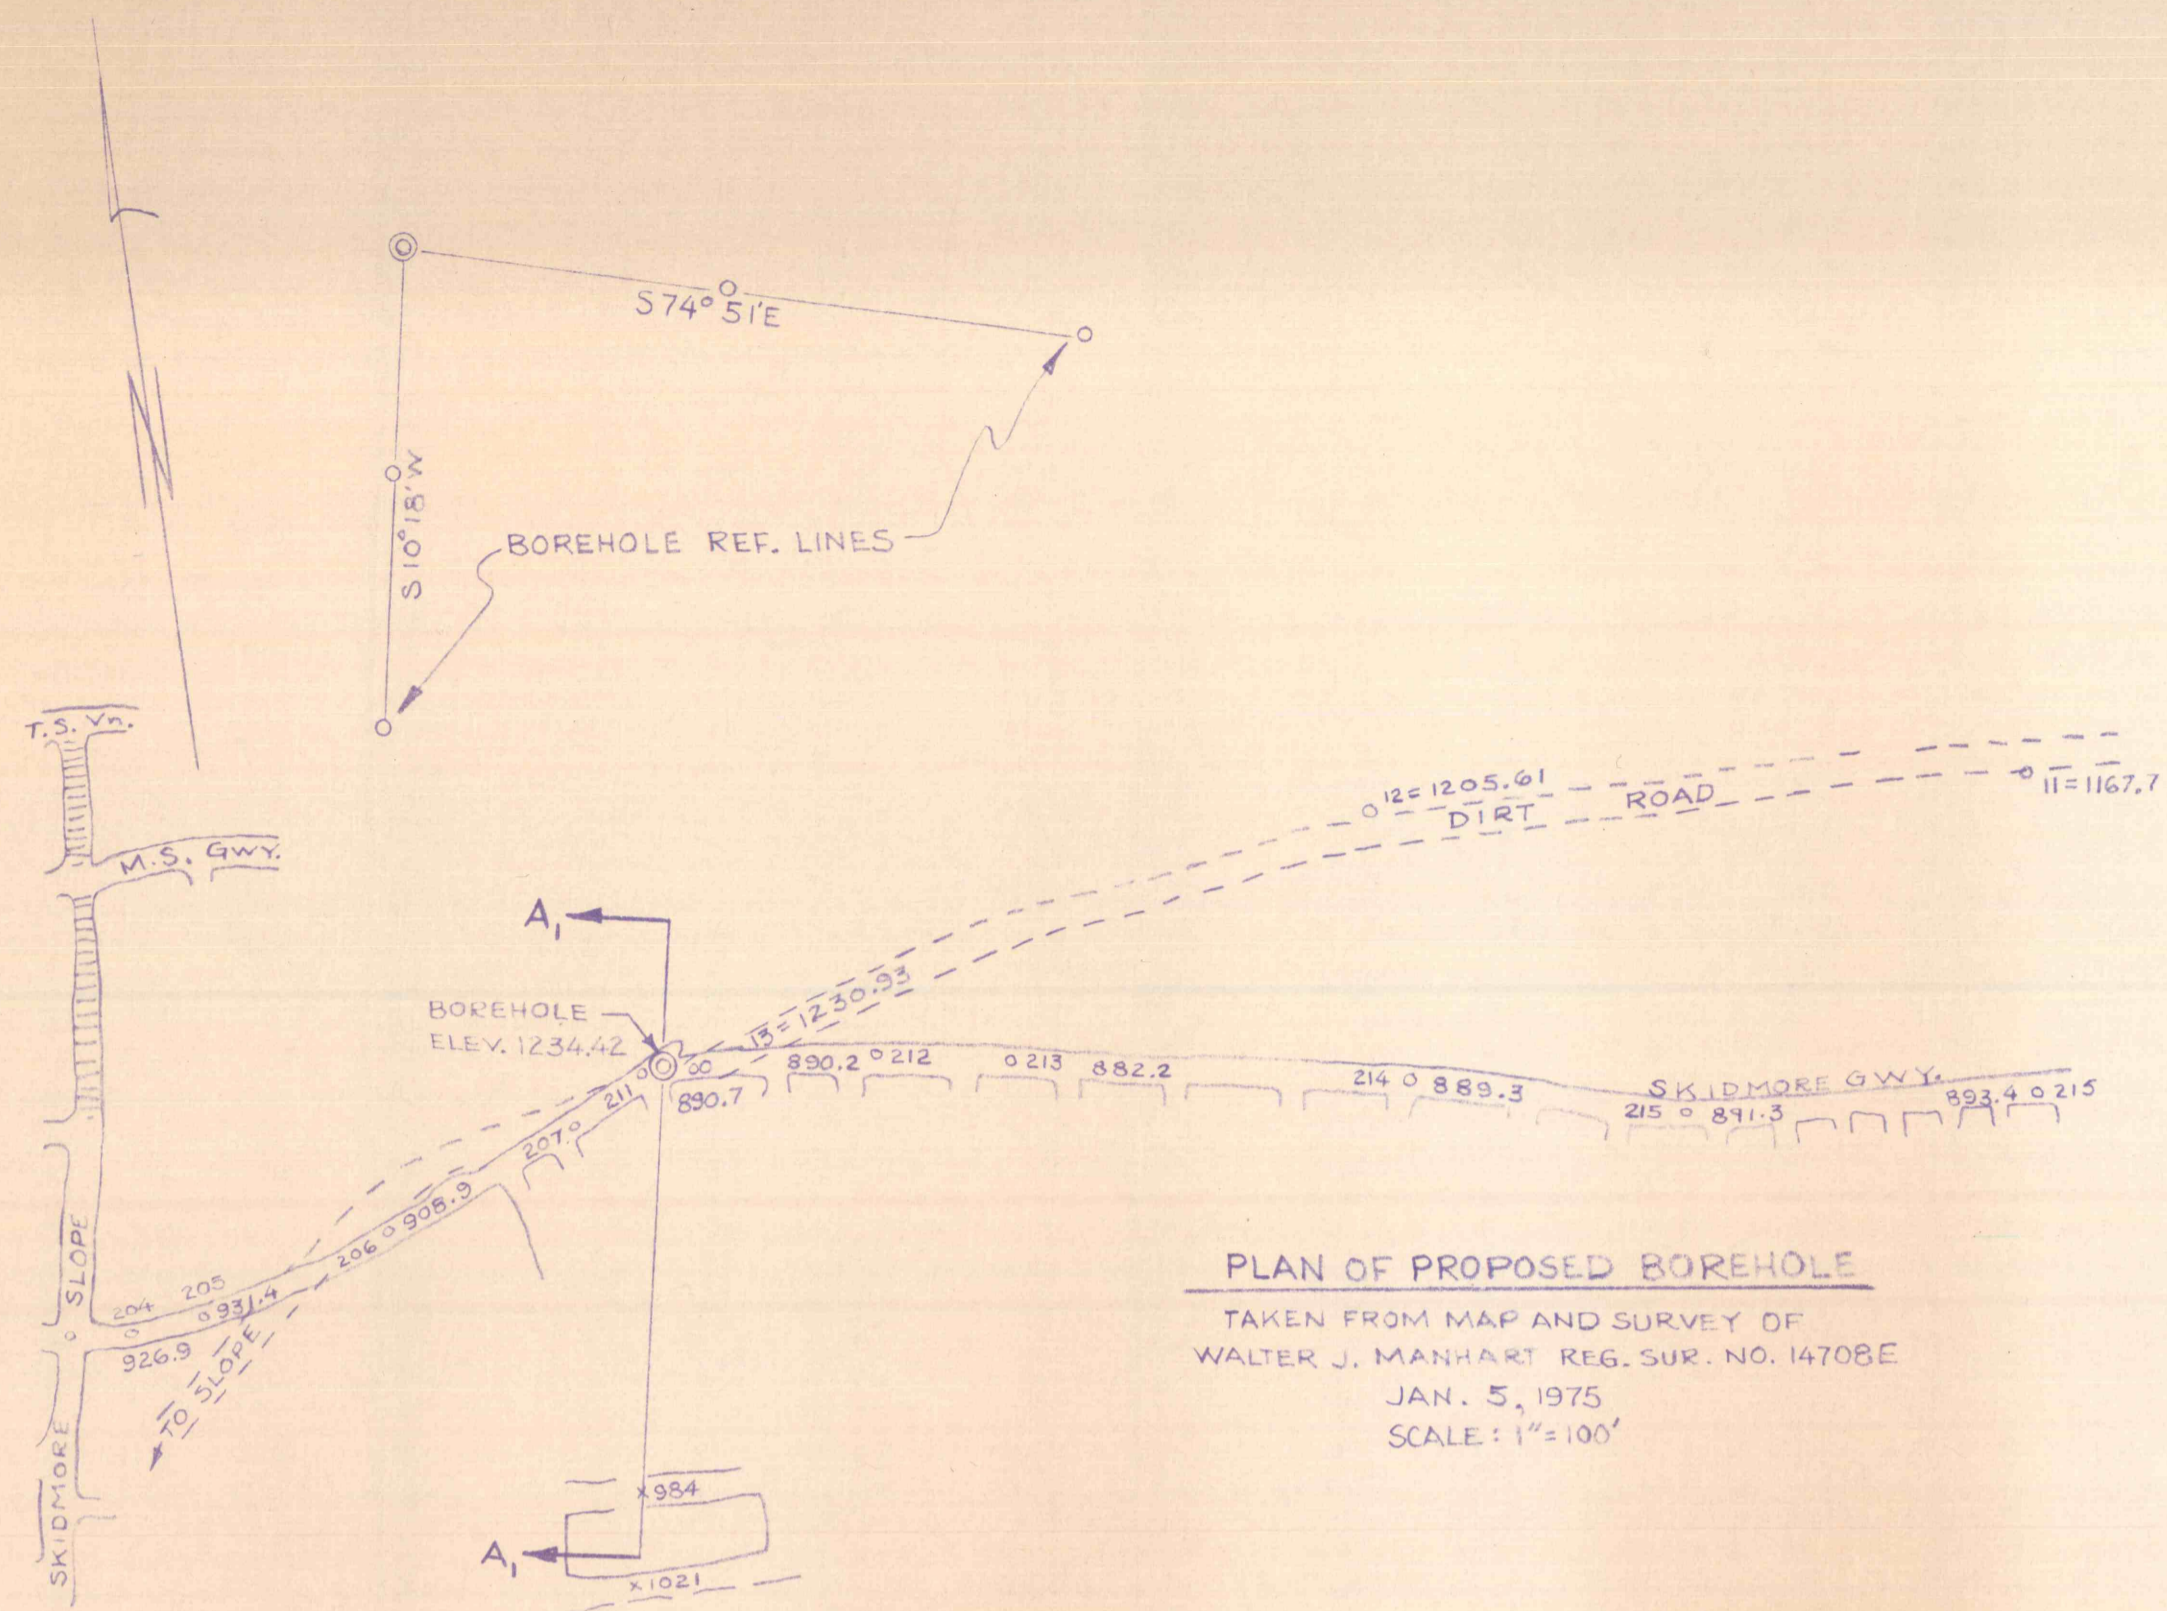 S 74° 51' E
S 10° 18' W
BOREHOLE REF. LINES
N
T.S. Vn.
M.S. GWY.
12 = 1205.61
DIRT ROAD
11 = 1167.7
A₁
13 = 1230.93
BOREHOLE
ELEV. 1234.42
211
890.7
890.2 212
213
882.2
214 889.3
SKIDMORE GWY.
215 891.3
893.4 215
207
206 908.9
SLOPE
204
205
931.4
926.9
TO SLOPE
SKIDMORE
PLAN OF PROPOSED BOREHOLE
TAKEN FROM MAP AND SURVEY OF
WALTER J. MANHART REG. SUR. NO. 14708E
JAN. 5, 1975
SCALE: 1"=100'
x984
A₁
x1021